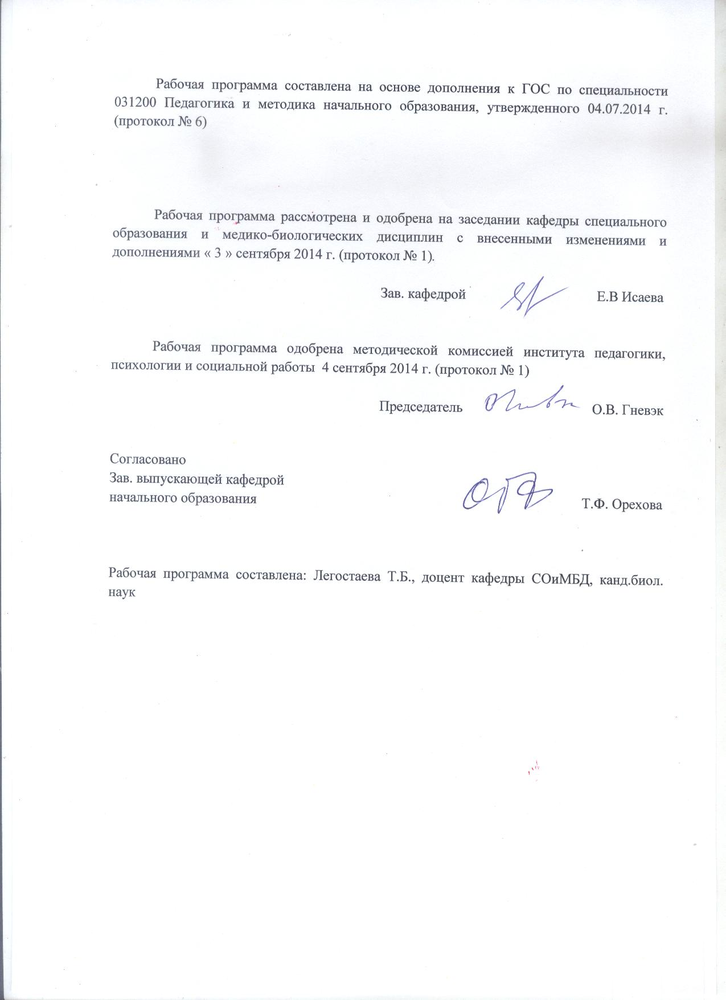 Рабочая программа составлена на основе дополнения к ГОС по специальности
031200 Педагогика и методика начального образования, утвержденного 04.07.2014 г.
(протокол № 6)
Рабочая программа рассмотрена и одобрена на заседании кафедры специального
образования и медико-биологических дисциплин с внесенными изменениями и
дополнениями « 3 » сентября 2014 г. (протокол № 1).
Зав. кафедрой Е.В Исаева
Рабочая программа одобрена методической комиссией института педагогики,
психологии и социальной работы 4 сентября 2014 г. (протокол № 1)
Председатель О.В. Гневэк
Согласовано
Зав. выпускающей кафедрой
начального образования Т.Ф. Орехова
Рабочая программа составлена: Легостаева Т.Б., доцент кафедры СОиМБД, канд.биол.
наук